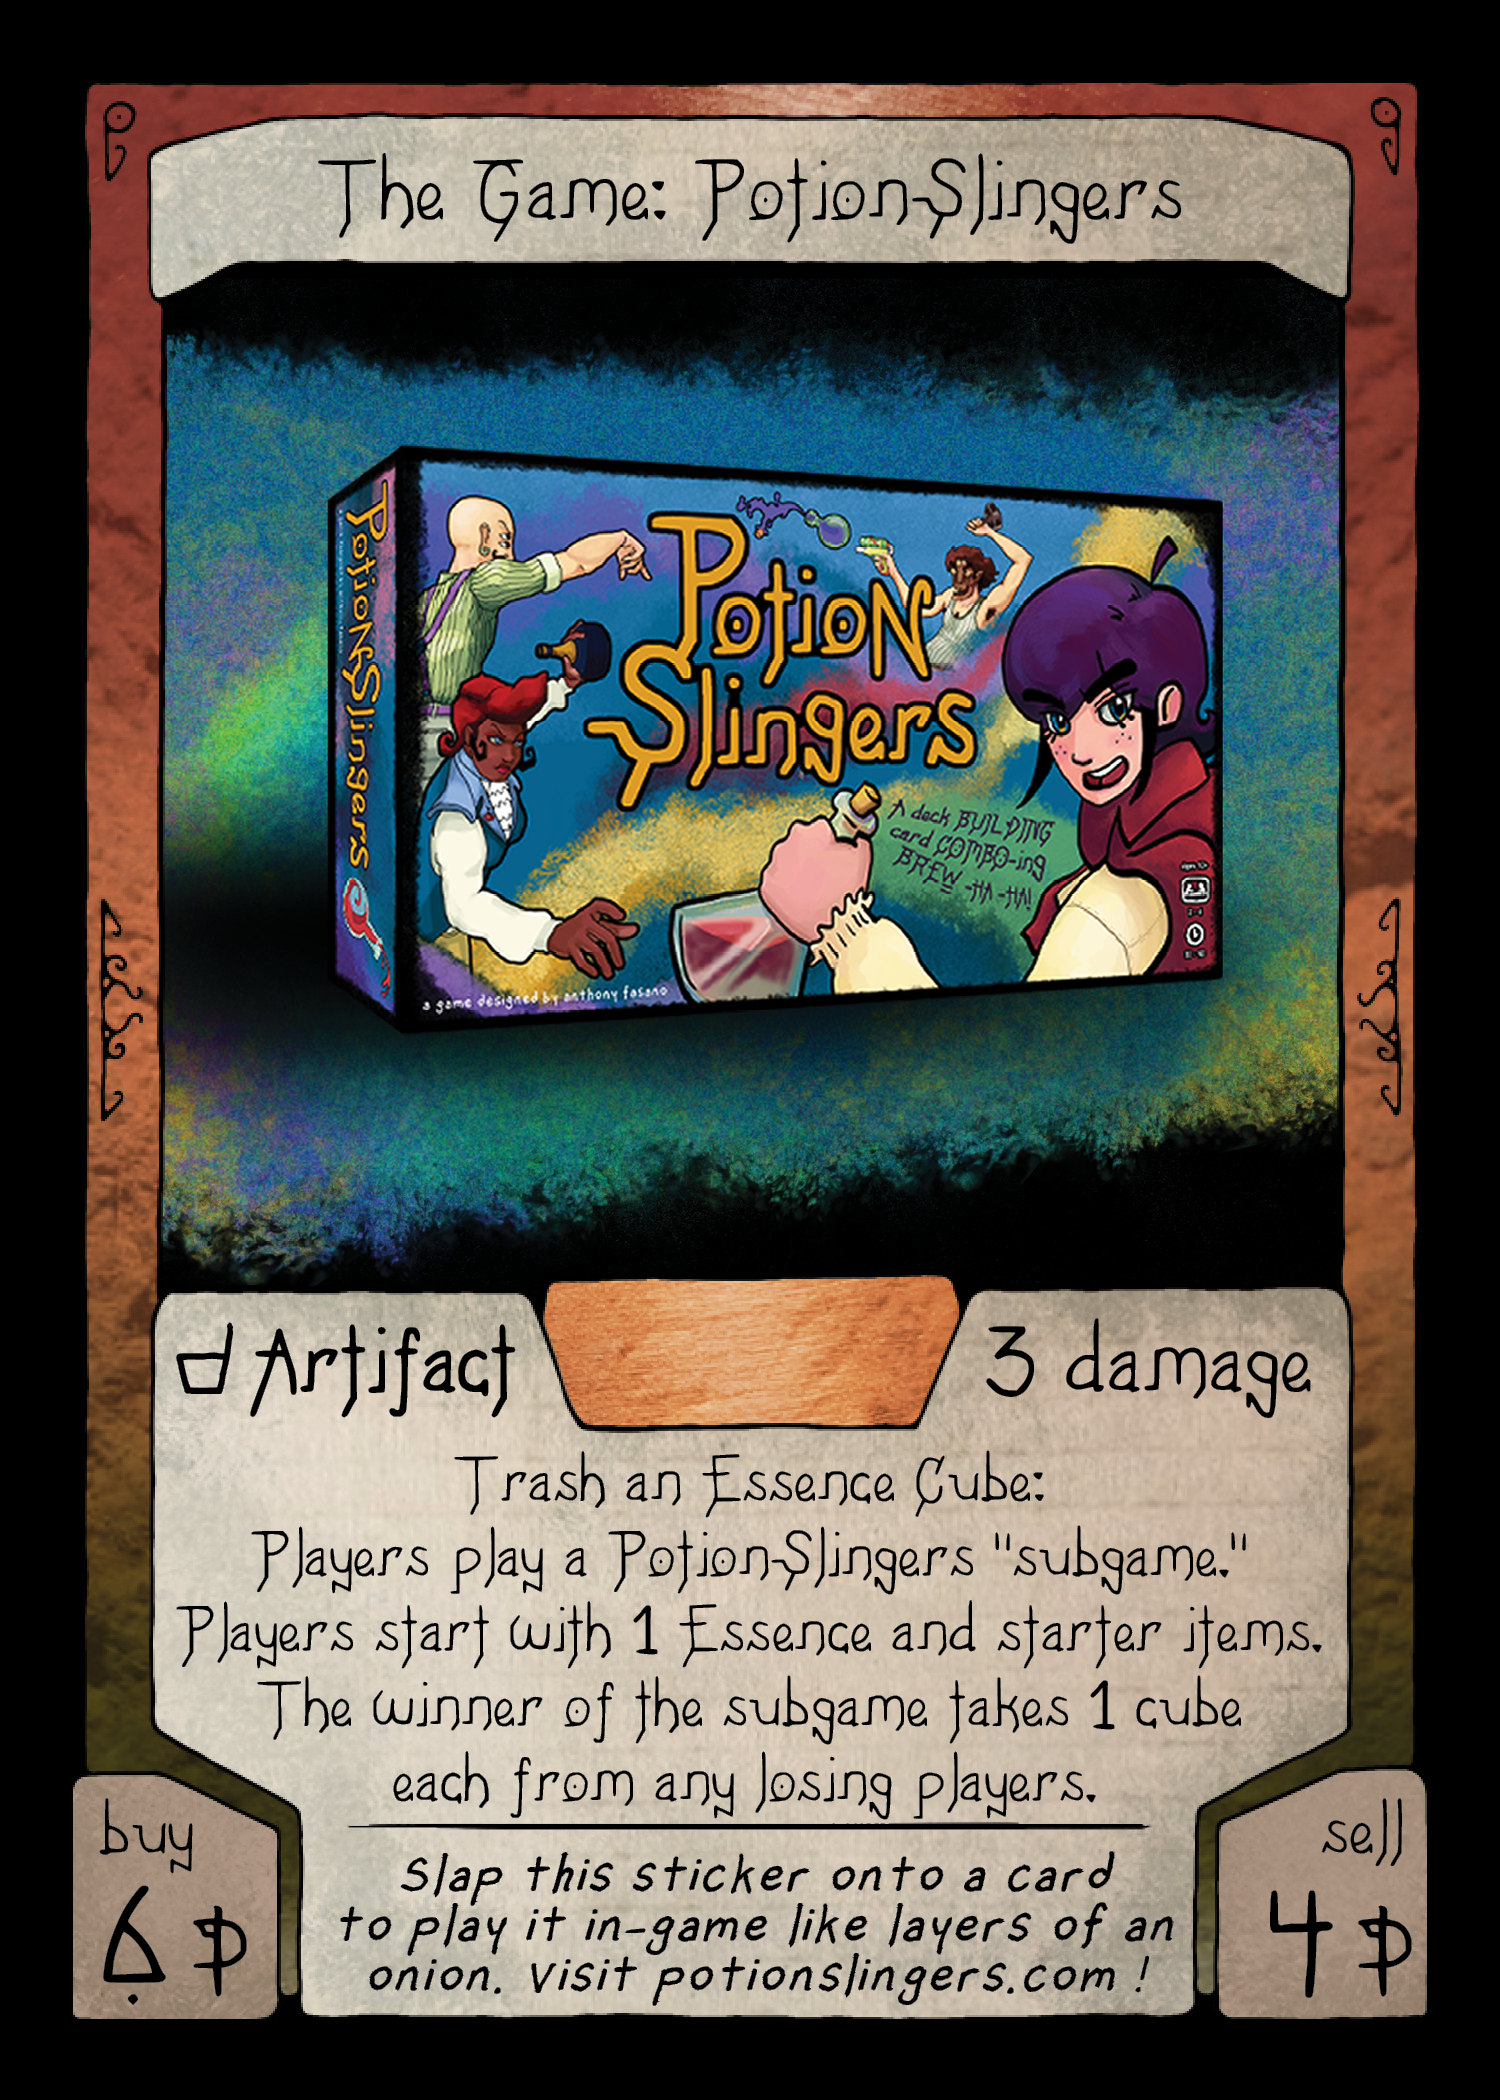 The Game: Potion-Slingers
Potion-Slingers
Potion
Slingers
A deck BUILDING
card COMBO-ing
BREW -HA -HA!
a game designed by anthony fasano
Artifact
3 damage
Trash an Essence Cube:
Players play a Potion-Slingers "subgame."
Players start with 1 Essence and starter items.
The winner of the subgame takes 1 cube
each from any losing players.
Slap this sticker onto a card
to play it in-game like layers of an
onion. Visit potionslingers.com !
buy
6
sell
4